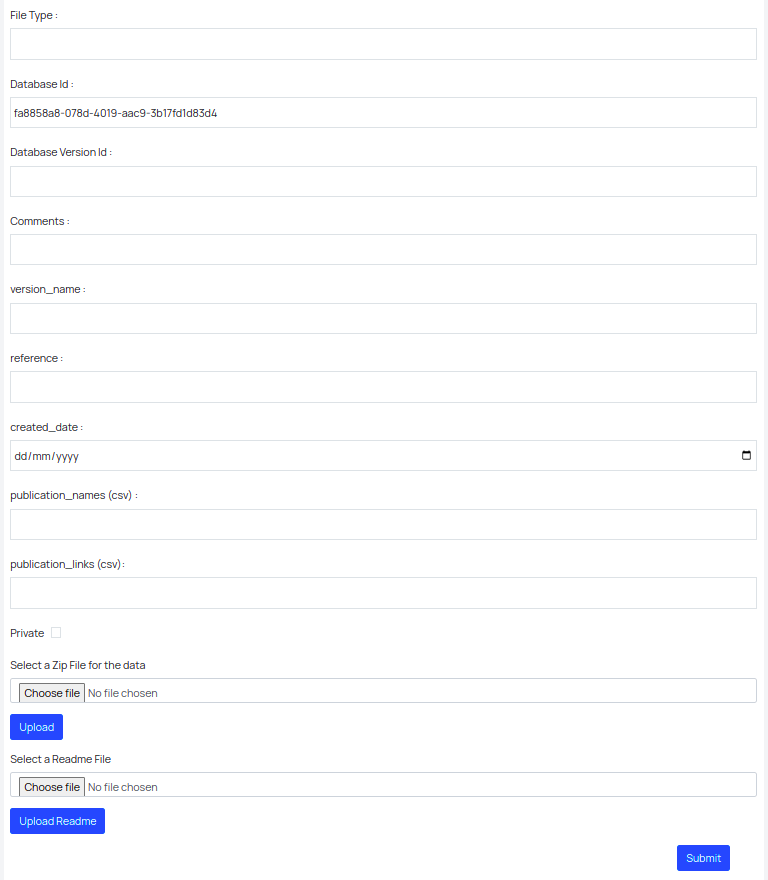 File Type :
Database Id :
fa8858a8-078d-4019-aac9-3b17fd1d83d4
Database Version Id :
Comments :
version_name :
reference :
created_date :
dd/mm/yyyy
publication_names (csv) :
publication_links (csv):
Private
Select a Zip File for the data
Choose file No file chosen
Upload
Select a Readme File
Choose file No file chosen
Upload Readme
Submit